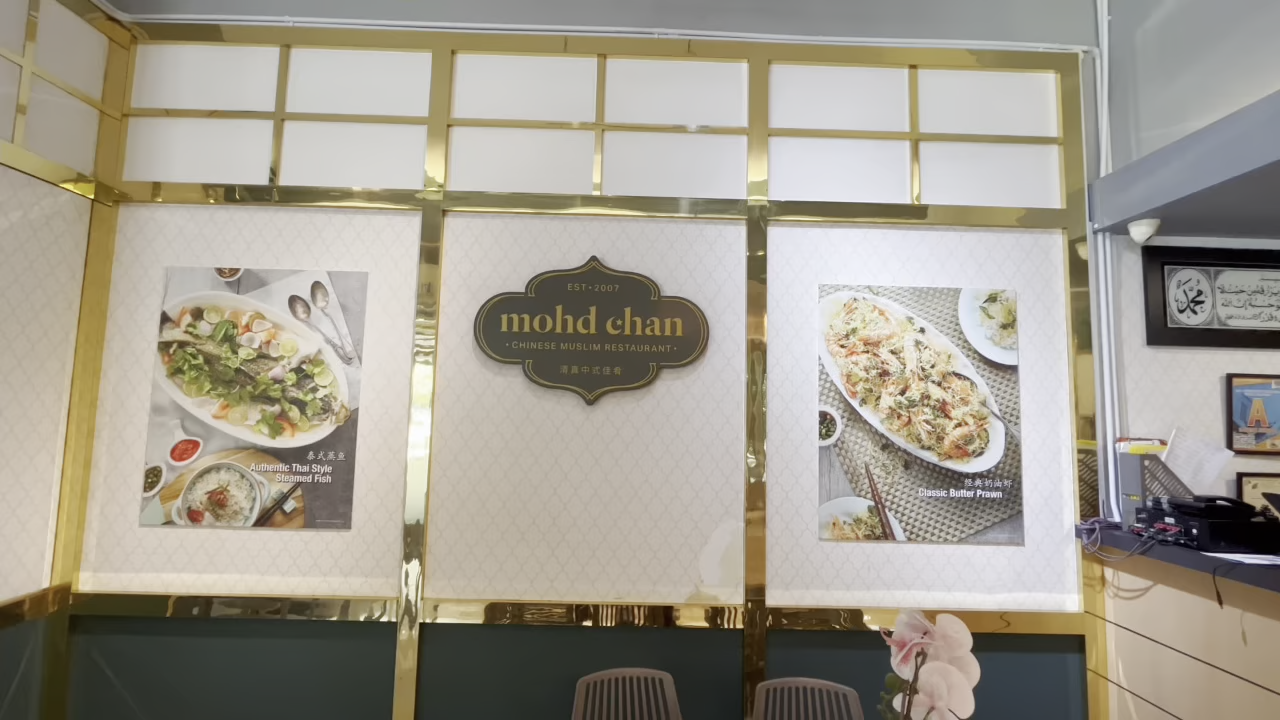 EST•2007
mohd chan
•CHINESE MUSLIM RESTAURANT•
清真中式佳肴
泰式蒸鱼
Authentic Thai Style
Steamed Fish
经典奶油虾
Classic Butter Prawn
محمد